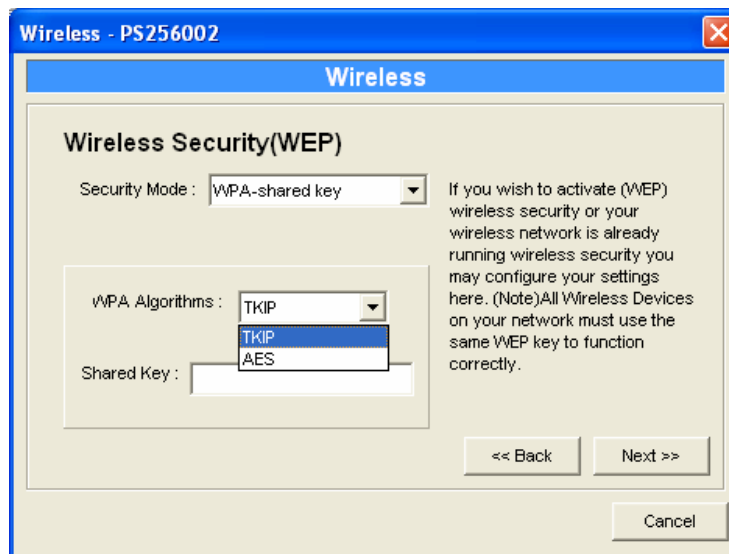 Wireless - PS256002
Wireless
Wireless Security(WEP)
Security Mode : WPA-shared key
If you wish to activate (WEP)
wireless security or your
wireless network is already
running wireless security you
may configure your settings
here. (Note)All Wireless Devices
on your network must use the
same WEP key to function
correctly.
WPA Algorithms : TKIP
TKIP
AES
Shared Key :
<< Back
Next >>
Cancel